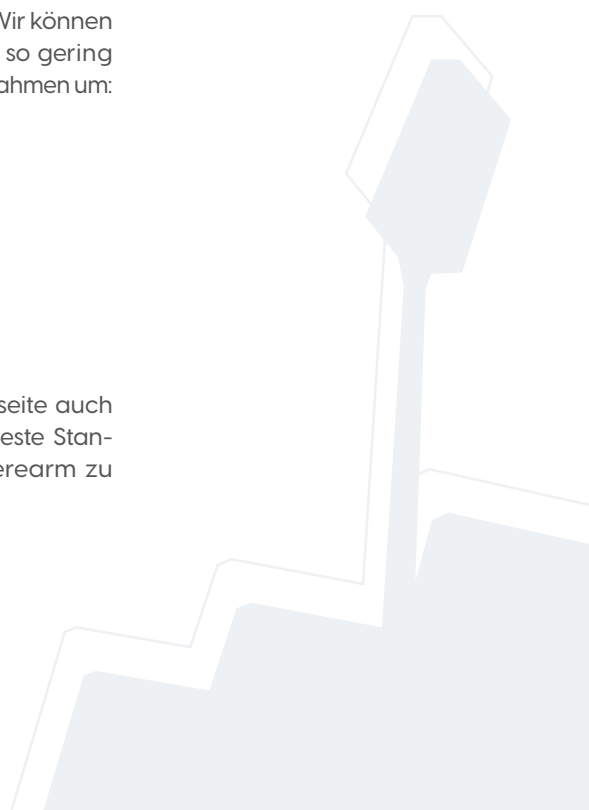 Wir können
so gering
ahmen um:
seite auch
este Stan-
erearm zu